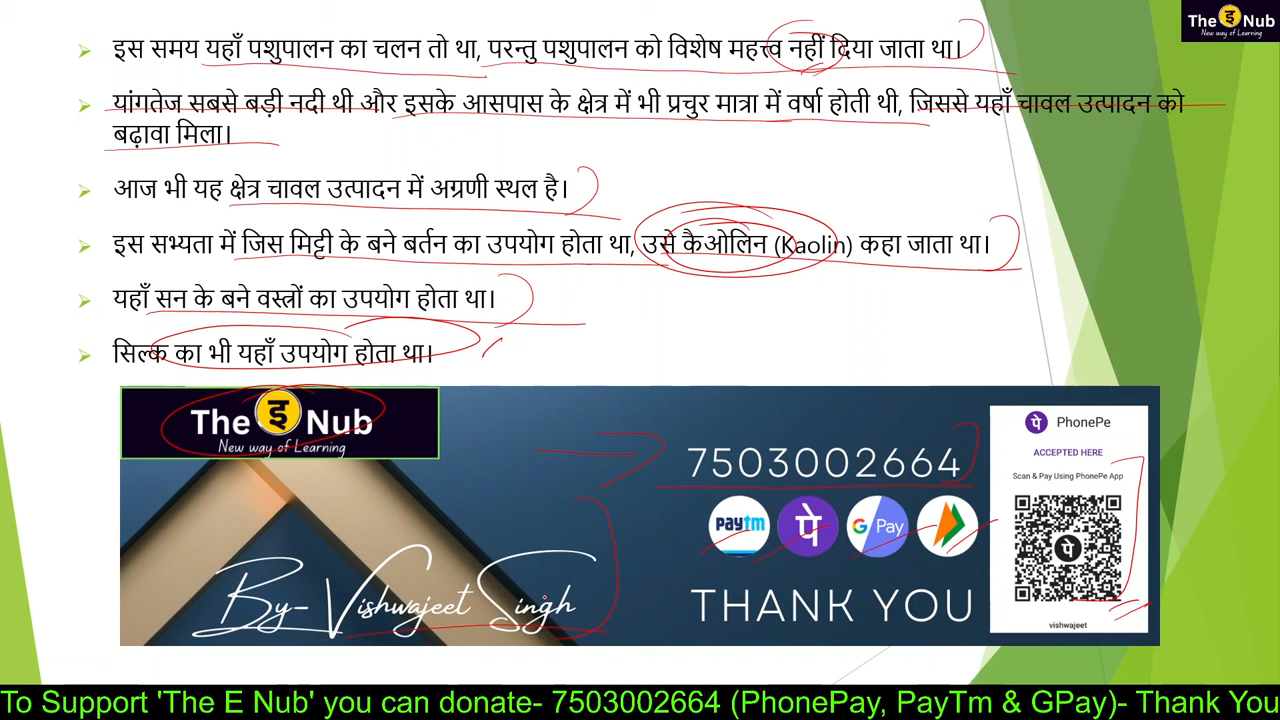 The इ Nub
New way of Learning
इस समय यहाँ पशुपालन का चलन तो था, परन्तु पशुपालन को विशेष महत्त्व नहीं दिया जाता था।
यांगतेज सबसे बड़ी नदी थी और इसके आसपास के क्षेत्र में भी प्रचुर मात्रा में वर्षा होती थी, जिससे यहाँ चावल उत्पादन को
बढ़ावा मिला।
आज भी यह क्षेत्र चावल उत्पादन में अग्रणी स्थल है।
इस सभ्यता में जिस मिट्टी के बने बर्तन का उपयोग होता था, उसे कैओलिन (Kaolin) कहा जाता था।
यहाँ सन के बने वस्त्रों का उपयोग होता था।
सिल्क का भी यहाँ उपयोग होता था।
The इ Nub
New way of Learning
By- Vishwajeet Singh
7503002664
paytm पे G Pay
THANK YOU
पे PhonePe
ACCEPTED HERE
Scan & Pay Using PhonePe App
पे
vishwajeet
To Support 'The E Nub' you can donate- 7503002664 (PhonePay, PayTm & GPay)- Thank You